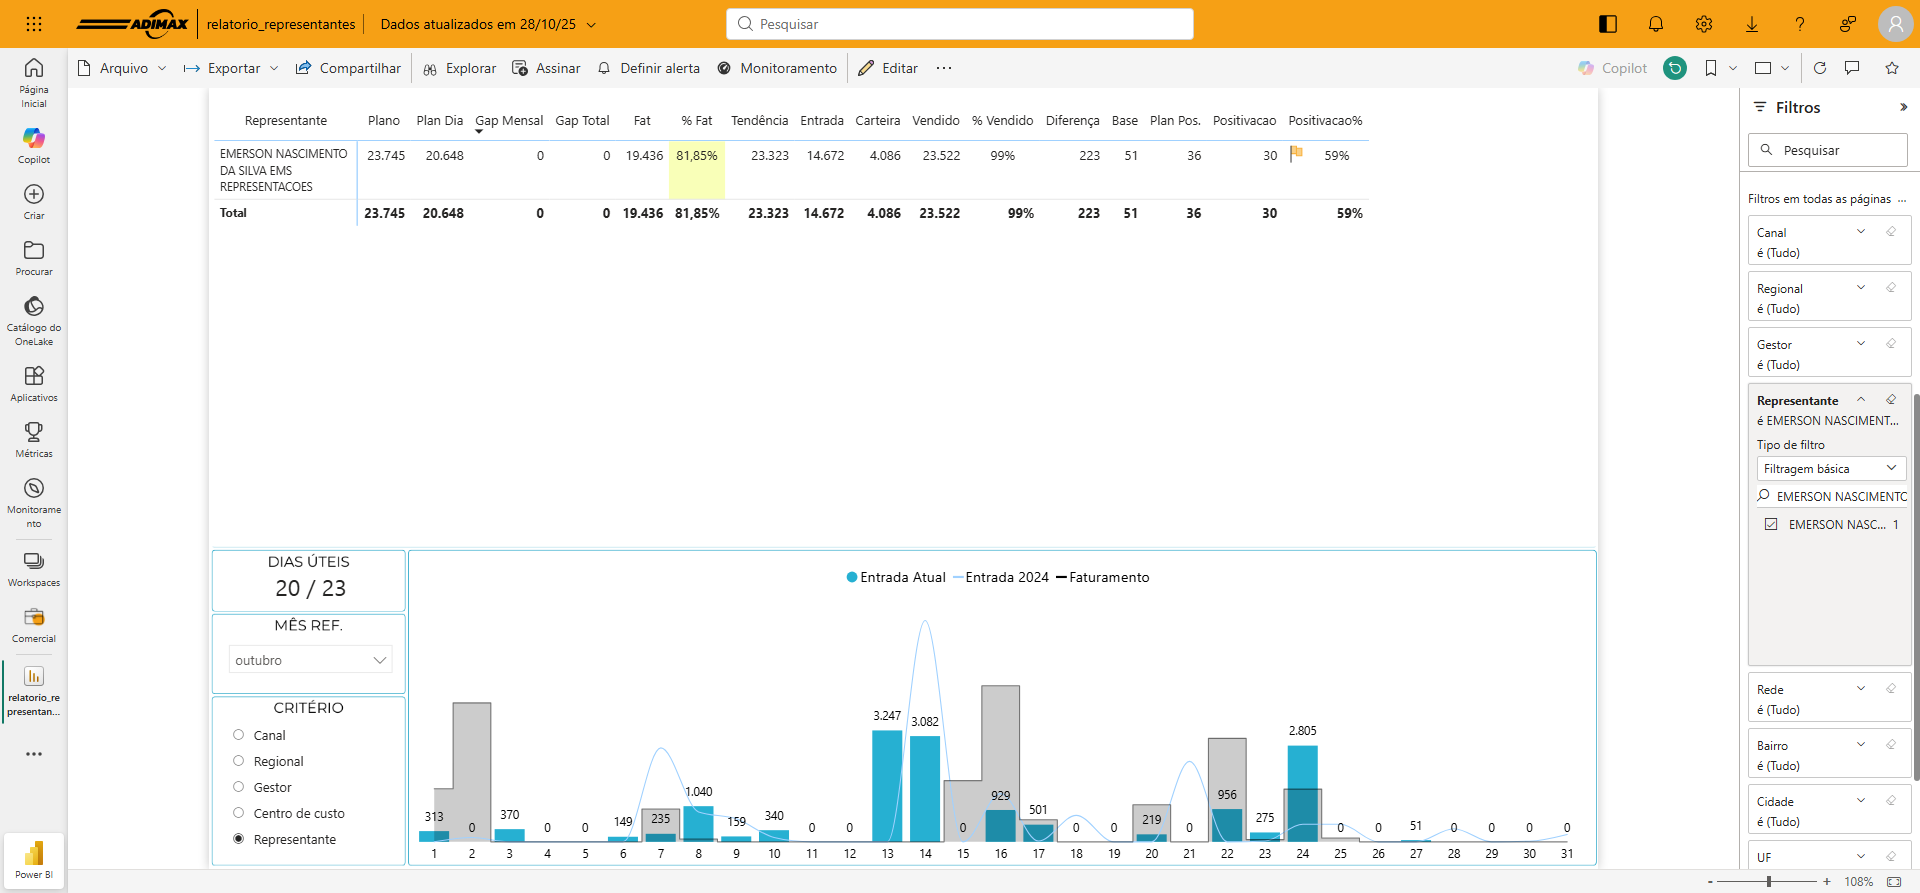 ADIMAX
relatorio_representantes
Dados atualizados em 28/10/25
Pesquisar
Arquivo
Exportar
Compartilhar
Explorar
Assinar
Definir alerta
Monitoramento
Editar
Copilot
Página Inicial
Copilot
Criar
Procurar
Catálogo do OneLake
Aplicativos
Métricas
Monitorame
nto
Workspaces
Comercial
relatorio_re
presentan...
Power BI
Representante Plano Plan Dia Gap Mensal Gap Total Fat % Fat Tendência Entrada Carteira Vendido % Vendido Diferença Base Plan Pos. Positivacao Positivacao%
EMERSON NASCIMENTO 23.745 20.648 0 0 19.436 81,85% 23.323 14.672 4.086 23.522 99% 223 51 36 30 59%
DA SILVA EMS
REPRESENTACOES
Total 23.745 20.648 0 0 19.436 81,85% 23.323 14.672 4.086 23.522 99% 223 51 36 30 59%
DIAS ÚTEIS
20 / 23
MÊS REF.
outubro
CRITÉRIO
Canal
Regional
Gestor
Centro de custo
Representante
Entrada Atual Entrada 2024 Faturamento
313 0 370 0 0 149 235 1.040 159 340 0 0 3.247 3.082 0 929 501 0 0 219 0 956 275 2.805 0 0 51 0 0 0 0
1 2 3 4 5 6 7 8 9 10 11 12 13 14 15 16 17 18 19 20 21 22 23 24 25 26 27 28 29 30 31
Filtros
Pesquisar
Filtros em todas as páginas ...
Canal
é (Tudo)
Regional
é (Tudo)
Gestor
é (Tudo)
Representante
é EMERSON NASCIMENT...
Tipo de filtro
Filtragem básica
EMERSON NASCIMENTO
EMERSON NASC... 1
Rede
é (Tudo)
Bairro
é (Tudo)
Cidade
é (Tudo)
UF
- + 108%